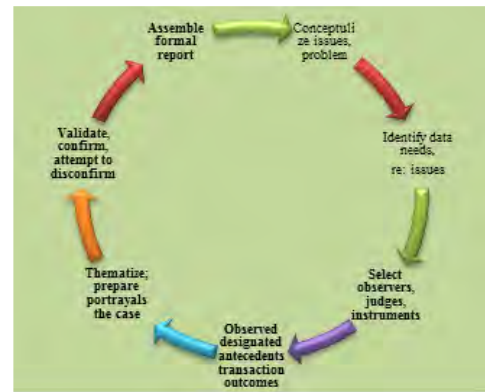 Assemble
formal
report
Conceptuli
ze issues,
problem
Identify data
needs,
re: issues
Select
observers,
judges,
instruments
Observed
designated
antecedents
transaction
outcomes
Thematize;
prepare
portrayals
the case
Validate,
confirm,
attempt to
disconfirm